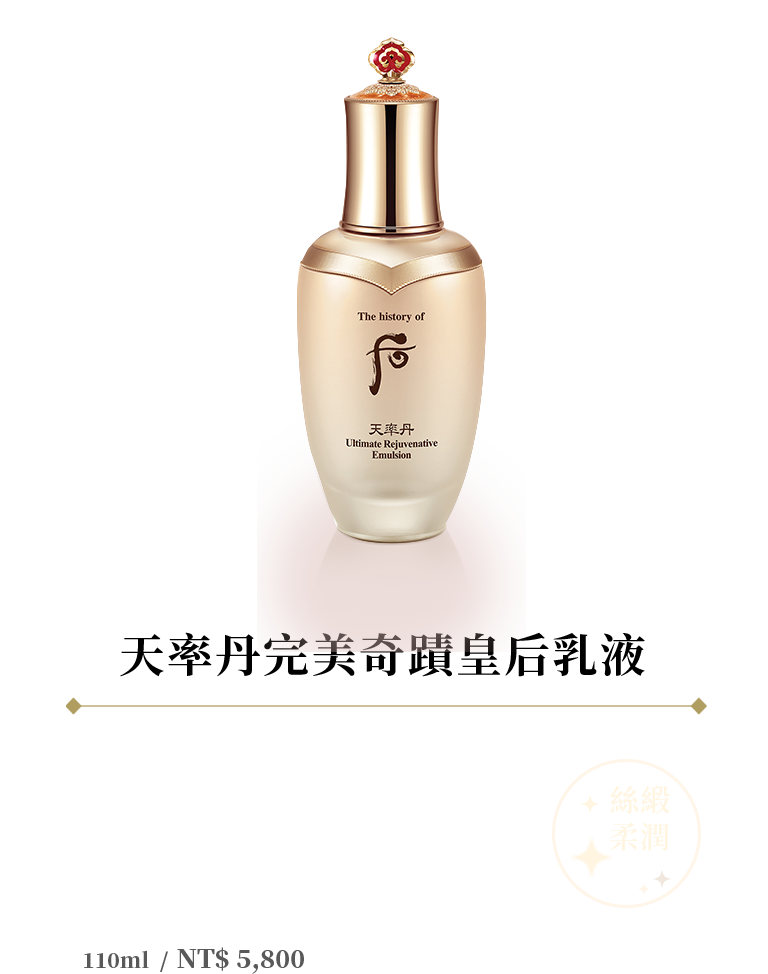 The history of
后
天率丹
Ultimate Rejuvenative
Emulsion
天率丹完美奇蹟皇后乳液
絲緞
柔潤
110ml / NT$ 5,800